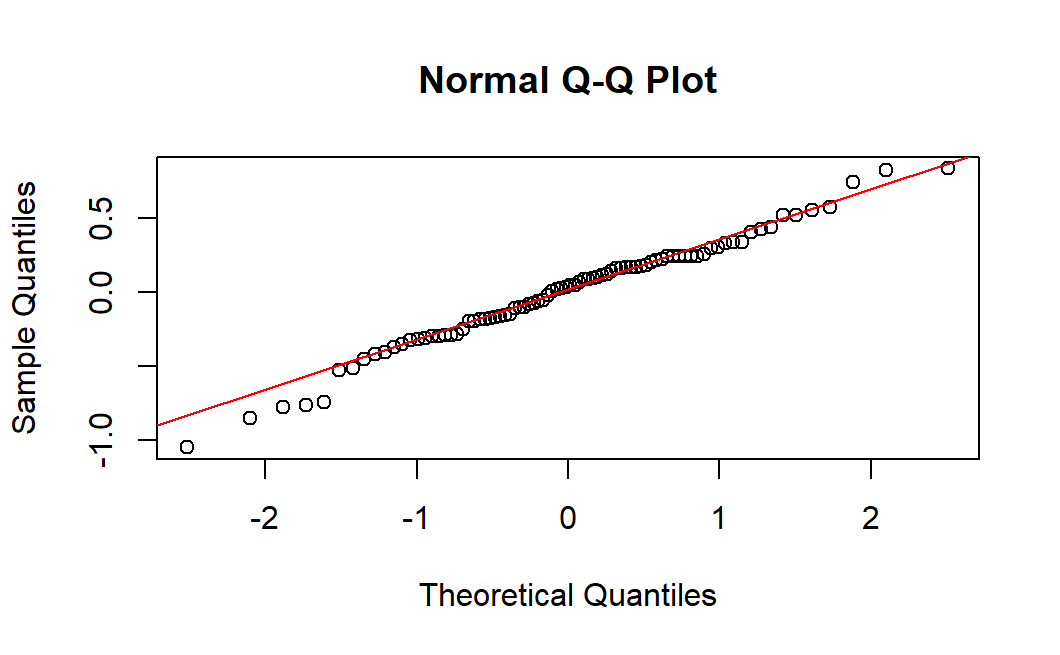 Normal Q-Q Plot
Sample Quantiles
0.5
0.0
-1.0
-2 -1 0 1 2
Theoretical Quantiles